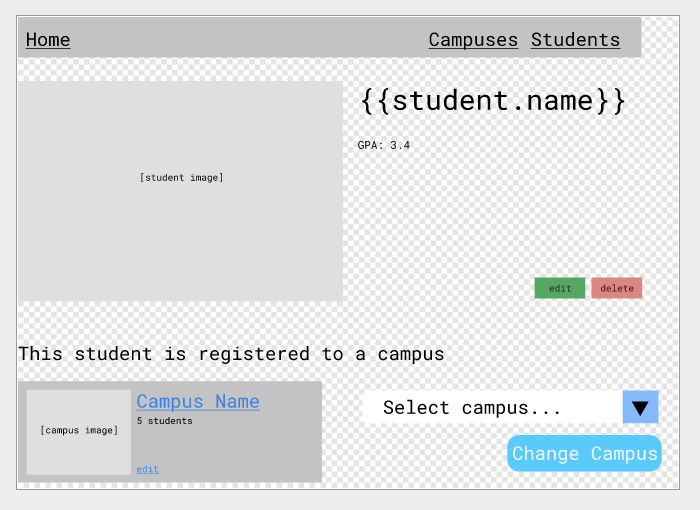 Home Campuses Students
{{student.name}}
GPA: 3.4
[student image]
edit delete
This student is registered to a campus
Campus Name
5 students
[campus image]
edit
Select campus...
Change Campus